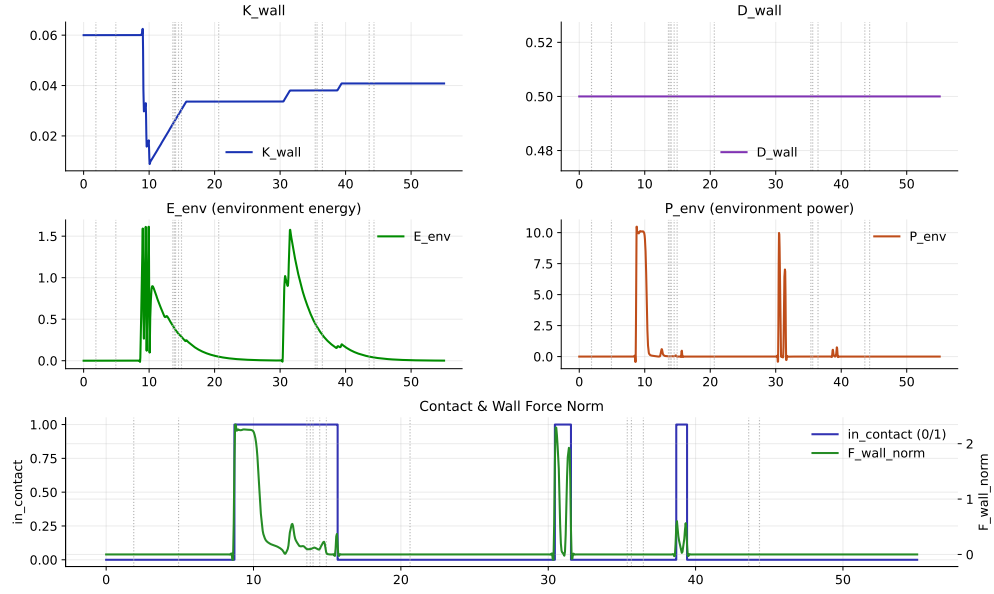 K_wall
0.06
0.04
0.02
K_wall
0 10 20 30 40 50
D_wall
0.52
0.50
0.48
D_wall
0 10 20 30 40 50
E_env (environment energy)
1.5
1.0
0.5
0.0
E_env
0 10 20 30 40 50
P_env (environment power)
10.0
7.5
5.0
2.5
0.0
P_env
0 10 20 30 40 50
Contact & Wall Force Norm
in_contact
1.00
0.75
0.50
0.25
0.00
in_contact (0/1)
F_wall_norm
2
1
0
F_wall_norm
0 10 20 30 40 50